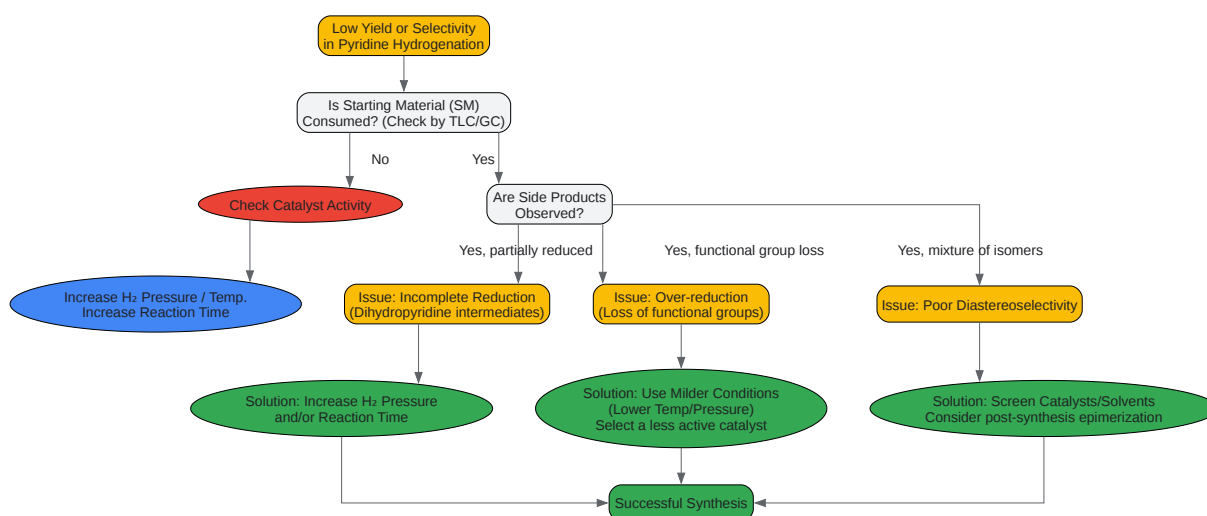 Low Yield or Selectivity
in Pyridine Hydrogenation
Is Starting Material (SM)
Consumed? (Check by TLC/GC)
No
Yes
Check Catalyst Activity
Are Side Products
Observed?
Yes, partially reduced
Yes, functional group loss
Yes, mixture of isomers
Increase H₂ Pressure / Temp.
Increase Reaction Time
Issue: Incomplete Reduction
(Dihydropyridine intermediates)
Issue: Over-reduction
(Loss of functional groups)
Issue: Poor Diastereoselectivity
Solution: Increase H₂ Pressure
and/or Reaction Time
Solution: Use Milder Conditions
(Lower Temp/Pressure)
Select a less active catalyst
Solution: Screen Catalysts/Solvents
Consider post-synthesis epimerization
Successful Synthesis